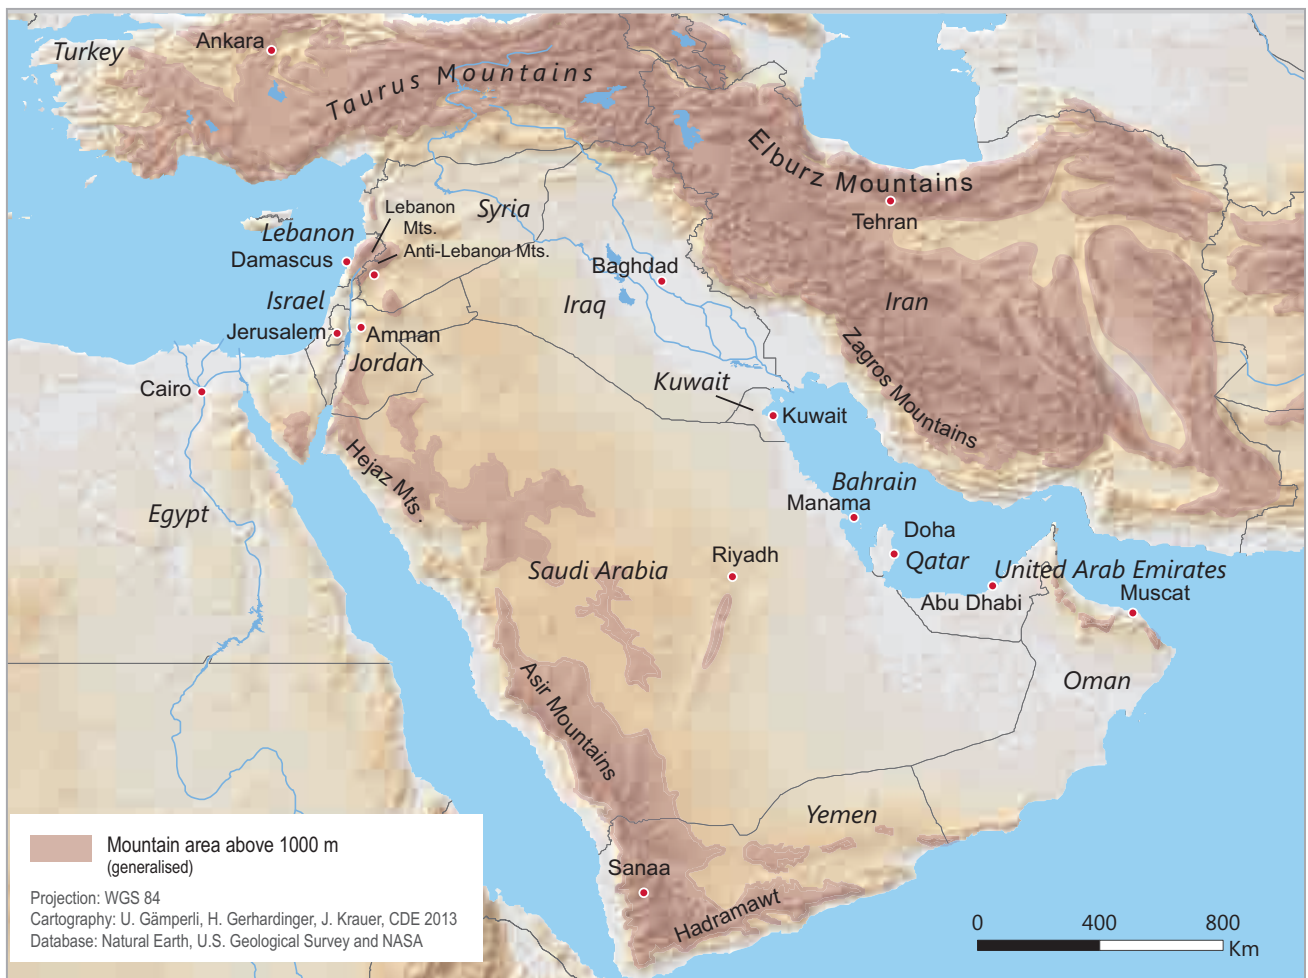 Turkey
Ankara
Taurus Mountains
Elburz Mountains
Tehran
Lebanon
Mts.
Syria
Lebanon
Anti-Lebanon Mts.
Damascus
Baghdad
Israel
Iraq
Iran
Jerusalem
Amman
Jordan
Zagros Mountains
Cairo
Kuwait
Kuwait
Hejaz Mts.
Bahrain
Manama
Egypt
Doha
Qatar
Riyadh
Saudi Arabia
United Arab Emirates
Abu Dhabi
Muscat
Oman
Asir Mountains
Yemen
Sanaa
Hadramawt
Mountain area above 1000 m
(generalised)
Projection: WGS 84
Cartography: U. Gämperli, H. Gerhardinger, J. Krauer, CDE 2013
Database: Natural Earth, U.S. Geological Survey and NASA
0 400 800
Km